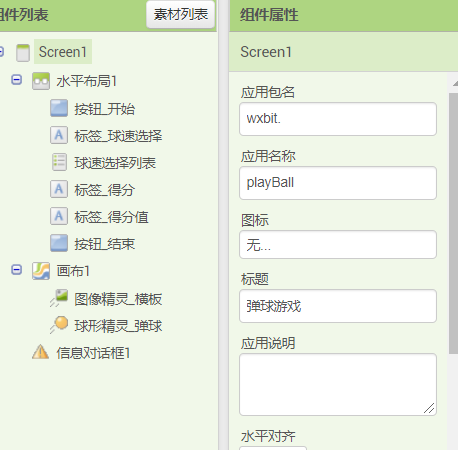 组件列表
素材列表
Screen1
水平布局1
按钮_开始
标签_球速选择
球速选择列表
标签_得分
标签_得分值
按钮_结束
画布1
图像精灵_横板
球形精灵_弹球
信息对话框1
组件属性
Screen1
应用包名
wxbit.
应用名称
playBall
图标
无...
标题
弹球游戏
应用说明
水平对齐